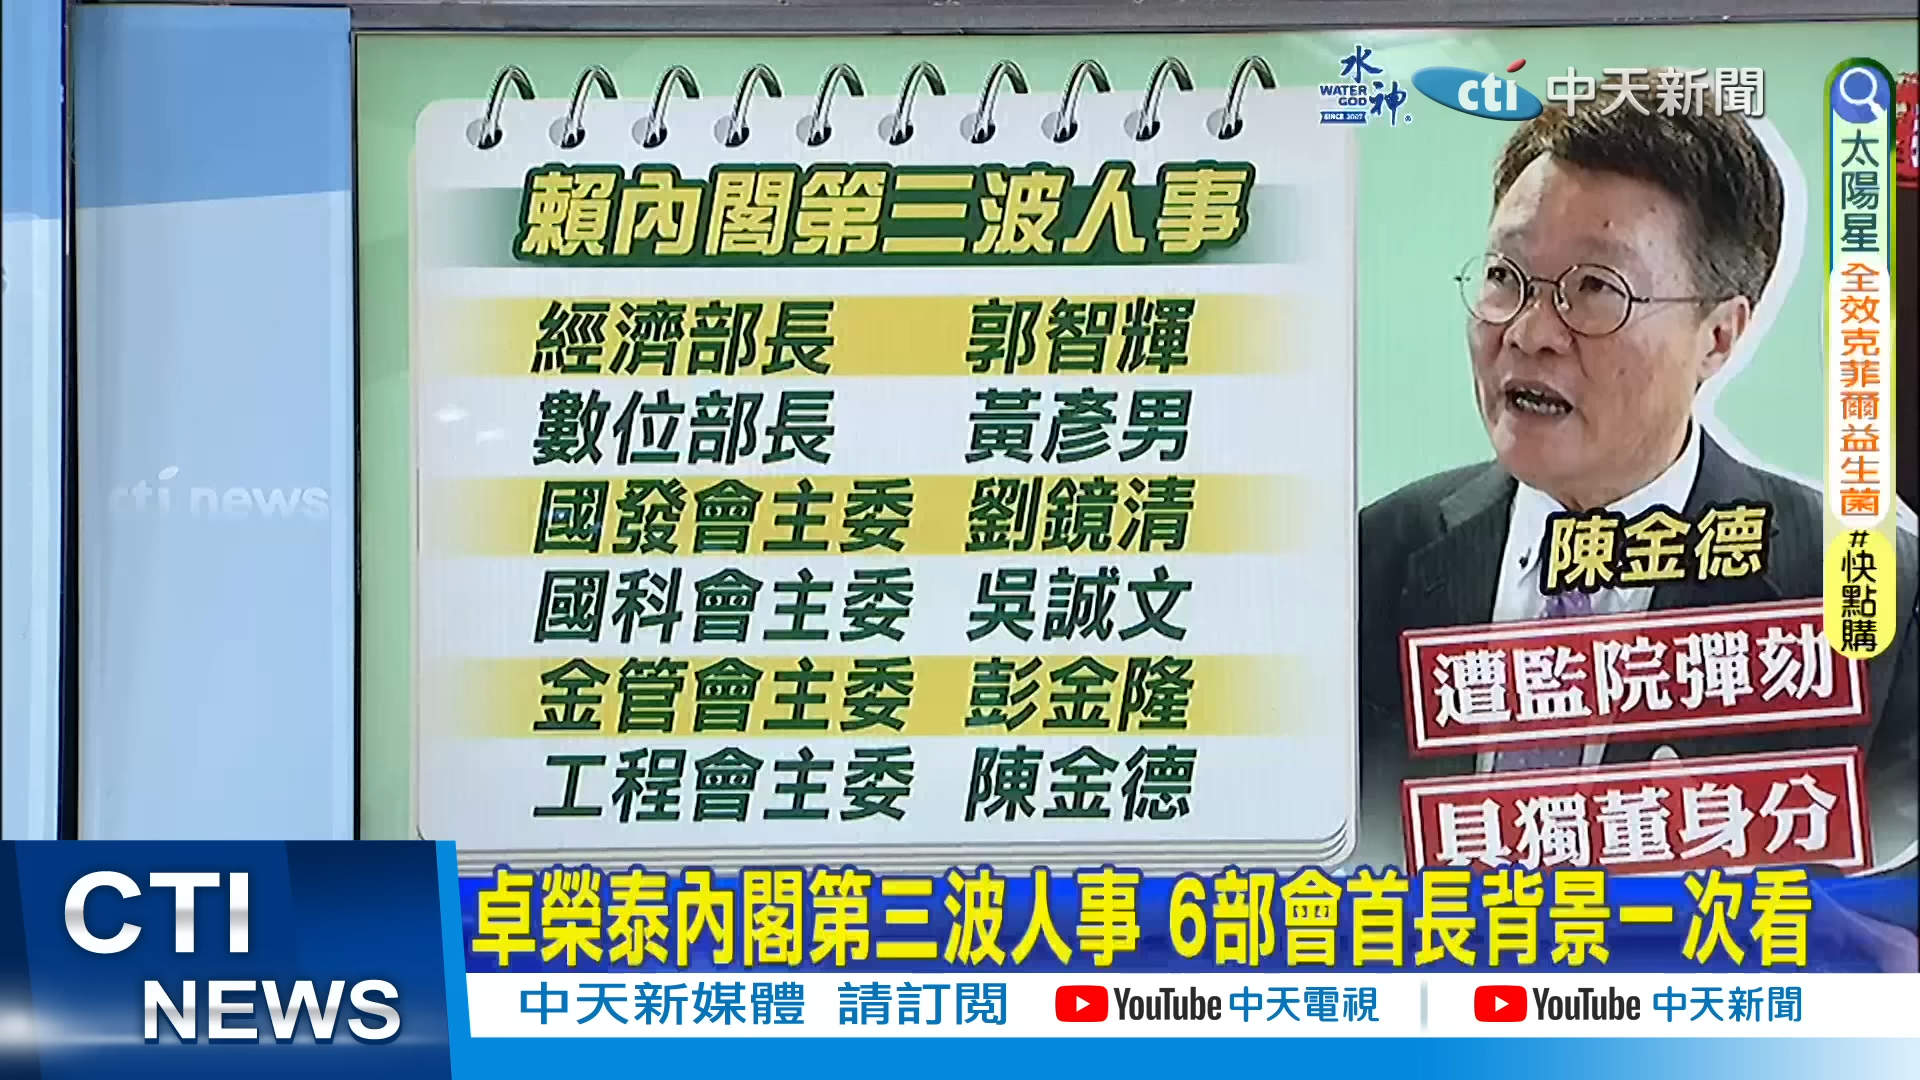 水神
WATER GOD
SINCE 2007
cti 中天新聞
賴內閣第三波人事
經濟部長 郭智輝
數位部長 黃彥男
國發會主委 劉鏡清
國科會主委 吳誠文
金管會主委 彭金隆
工程會主委 陳金德
陳金德
遭監院彈劾
具獨董身分
太陽星
全效克菲爾益生菌
#快點購
cti news
卓榮泰內閣第三波人事 6部會首長背景一次看
CTI NEWS
中天新媒體 請訂閱 YouTube 中天電視 | YouTube 中天新聞